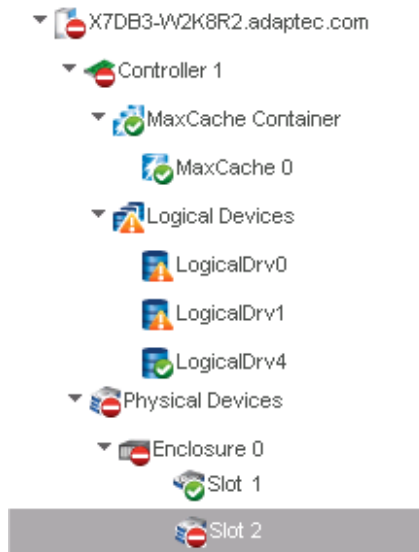 X7DB3-W2K8R2.adaptec.com
Controller 1
MaxCache Container
MaxCache 0
Logical Devices
LogicalDrv0
LogicalDrv1
LogicalDrv4
Physical Devices
Enclosure 0
Slot 1
Slot 2